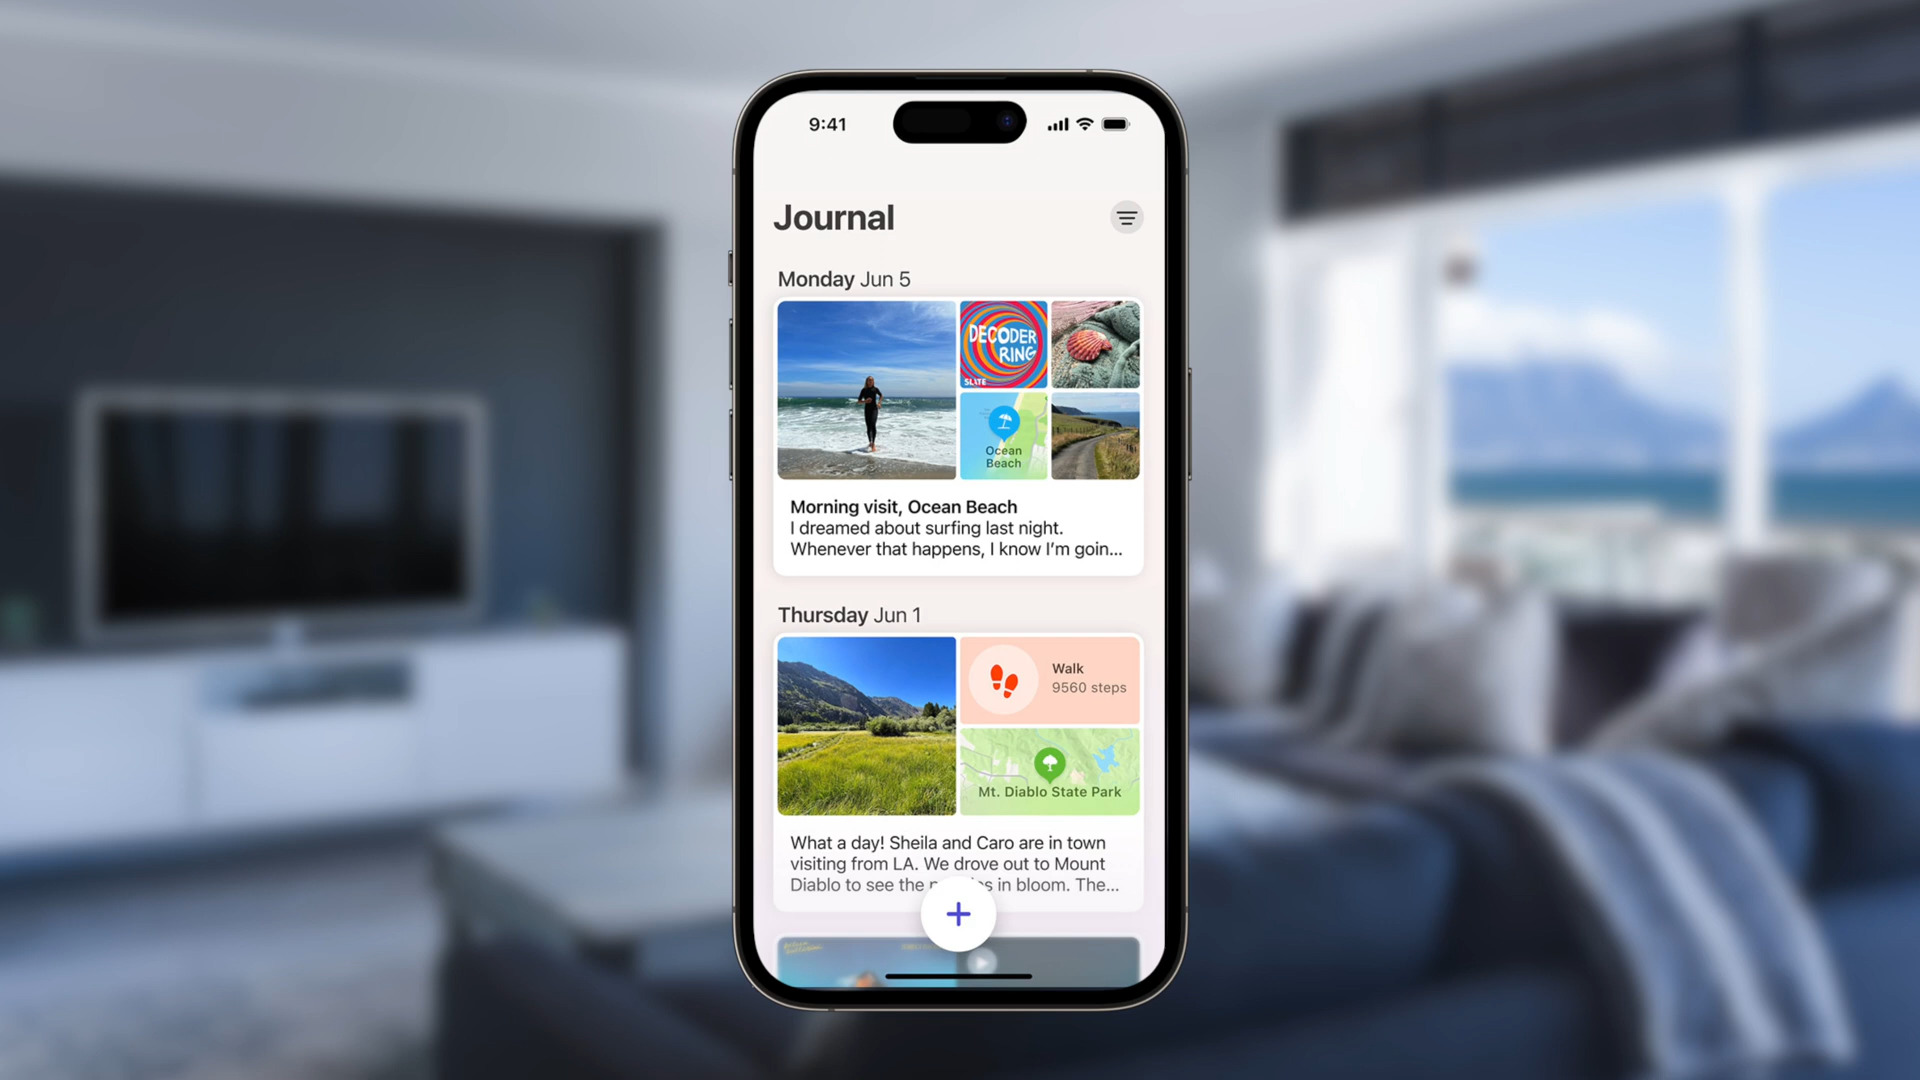 9:41
Journal
Monday Jun 5
DECODER
RING
SLATE
Ocean
Beach
Morning visit, Ocean Beach
I dreamed about surfing last night.
Whenever that happens, I know I’m goin...
Thursday Jun 1
Walk
9560 steps
Mt. Diablo State Park
What a day! Sheila and Caro are in town
visiting from LA. We drove out to Mount
Diablo to see the in bloom. The...